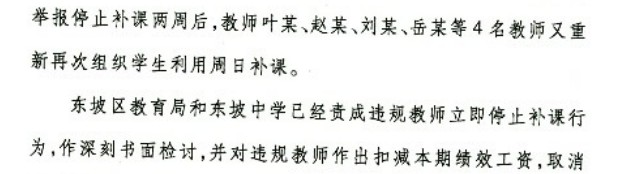 举报停止补课两周后,教师叶某、赵某、刘某、岳某等4名教师又重
新再次组织学生利用周日补课。
东坡区教育局和东坡中学已经责成违规教师立即停止补课行
为,作深刻书面检讨,并对违规教师作出扣减本期绩效工资,取消